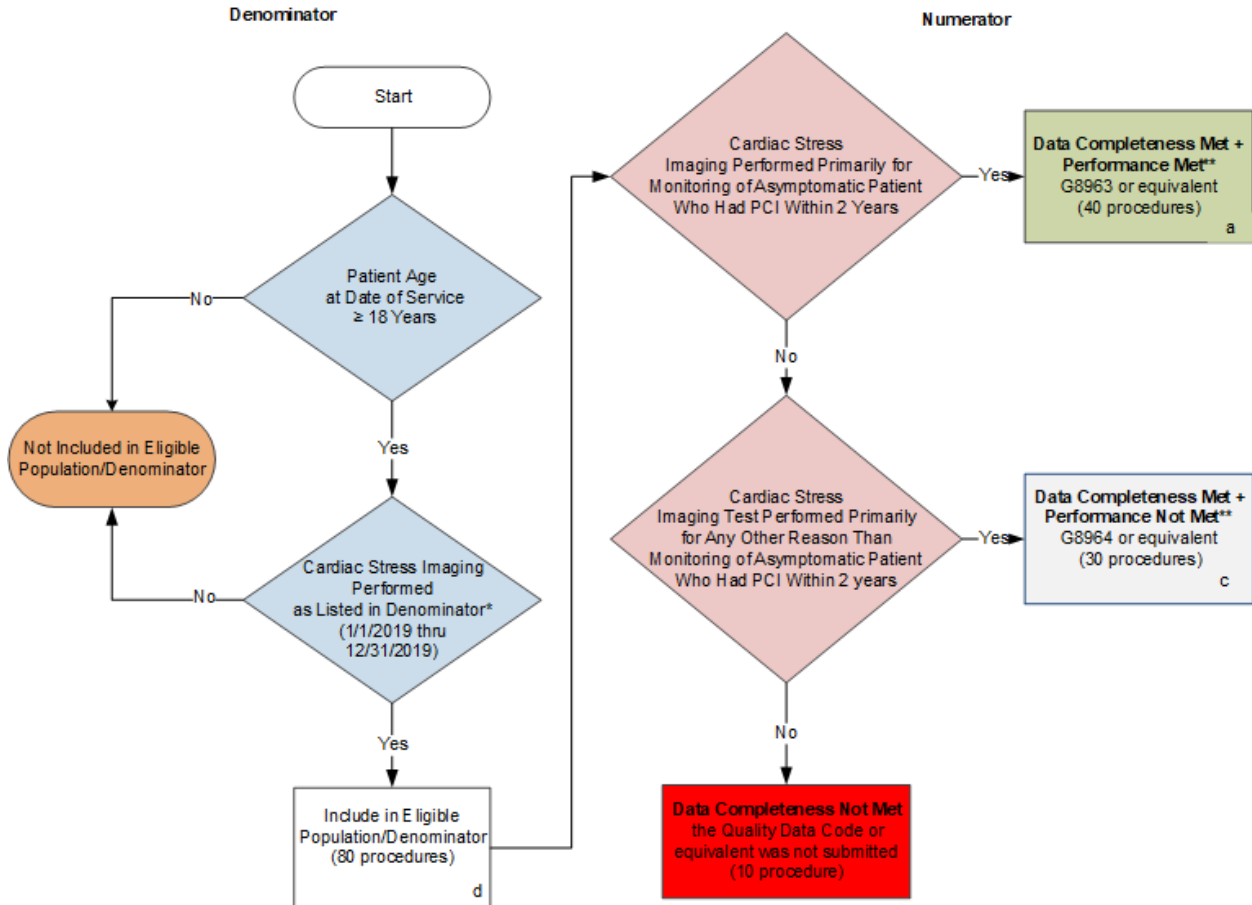 Denominator
Numerator
Start
Patient Age
at Date of Service
≥ 18 Years
No
Yes
Not Included in Eligible
Population/Denominator
Cardiac Stress Imaging
Performed
as Listed in Denominator*
(1/1/2019 thru
12/31/2019)
No
Yes
Include in Eligible
Population/Denominator
(80 procedures)
d
Cardiac Stress
Imaging Performed Primarily for
Monitoring of Asymptomatic Patient
Who Had PCI Within 2 Years
Yes
Data Completeness Met +
Performance Met**
G8963 or equivalent
(40 procedures)
a
No
Cardiac Stress
Imaging Test Performed Primarily
for Any Other Reason Than
Monitoring of Asymptomatic Patient
Who Had PCI Within 2 years
Yes
Data Completeness Met +
Performance Not Met**
G8964 or equivalent
(30 procedures)
c
No
Data Completeness Not Met
the Quality Data Code or
equivalent was not submitted
(10 procedure)